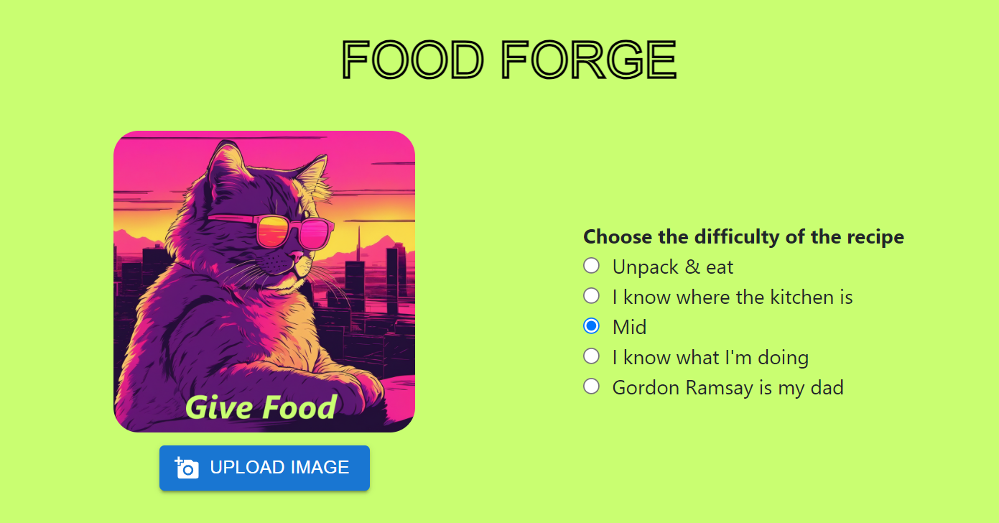 FOOD FORGE
Give Food
UPLOAD IMAGE
Choose the difficulty of the recipe
Unpack & eat
I know where the kitchen is
Mid
I know what I'm doing
Gordon Ramsay is my dad